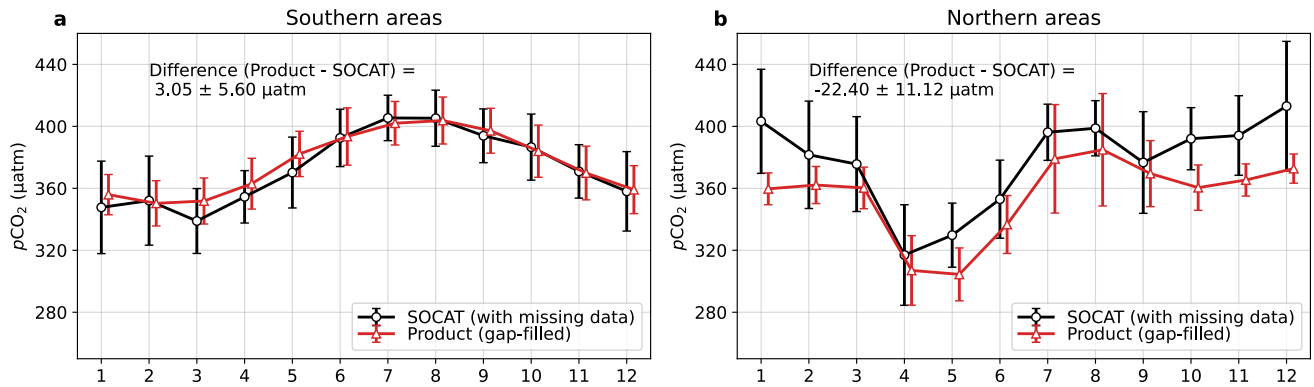 a
Southern areas
440
400
360
320
280
pCO₂ (µatm)
Difference (Product - SOCAT) =
3.05 ± 5.60 µatm
SOCAT (with missing data)
Product (gap-filled)
1 2 3 4 5 6 7 8 9 10 11 12
b
Northern areas
440
400
360
320
280
pCO₂ (µatm)
Difference (Product - SOCAT) =
-22.40 ± 11.12 µatm
SOCAT (with missing data)
Product (gap-filled)
1 2 3 4 5 6 7 8 9 10 11 12